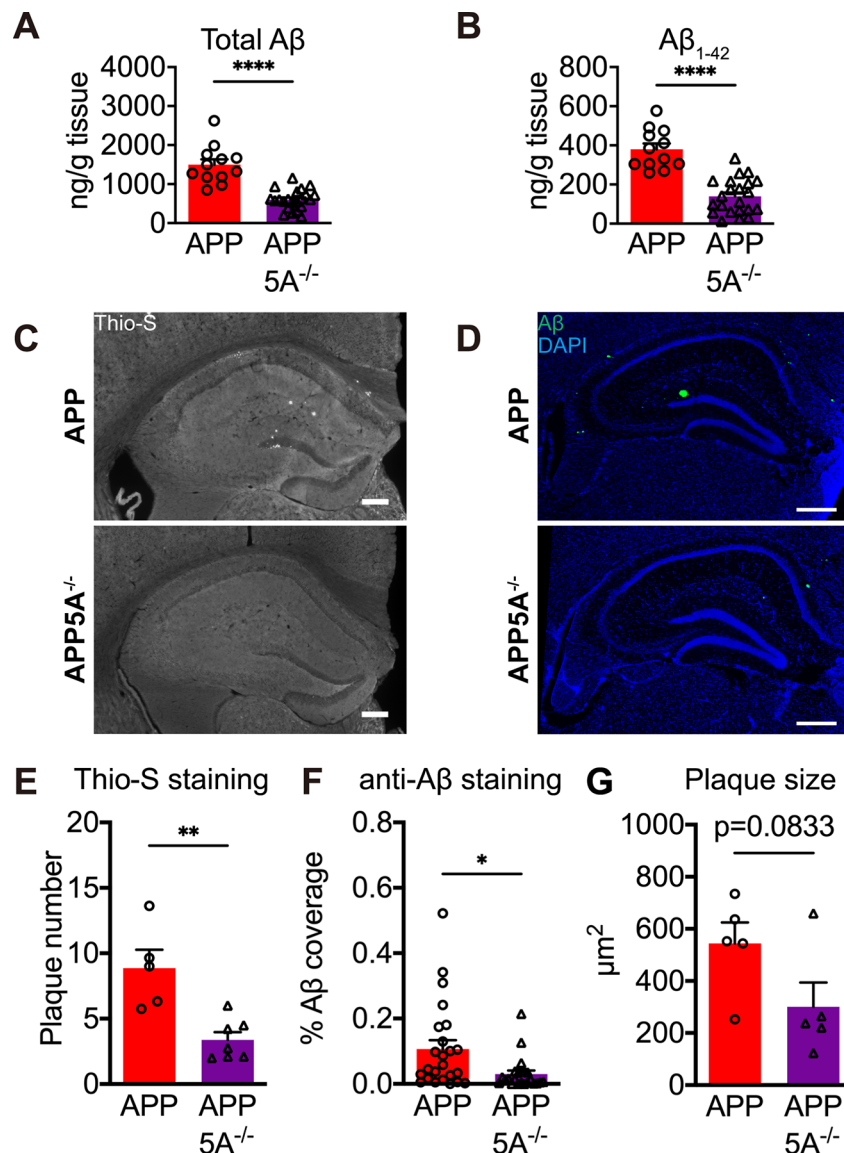 A
Total Aβ
ng/g tissue
4000
3000
2000
1000
0
****
APP
APP
5A-/-
B
Aβ1-42
ng/g tissue
800
600
400
200
0
****
APP
APP
5A-/-
C
Thio-S
APP
APP5A-/-
D
Aβ
DAPI
APP
APP5A-/-
E
Thio-S staining
Plaque number
20
15
10
5
0
**
APP
APP
5A-/-
F
anti-Aβ staining
% Aβ coverage
0.8
0.6
0.4
0.2
0.0
*
APP
APP
5A-/-
G
Plaque size
µm2
1000
800
600
400
200
0
p=0.0833
APP
APP
5A-/-